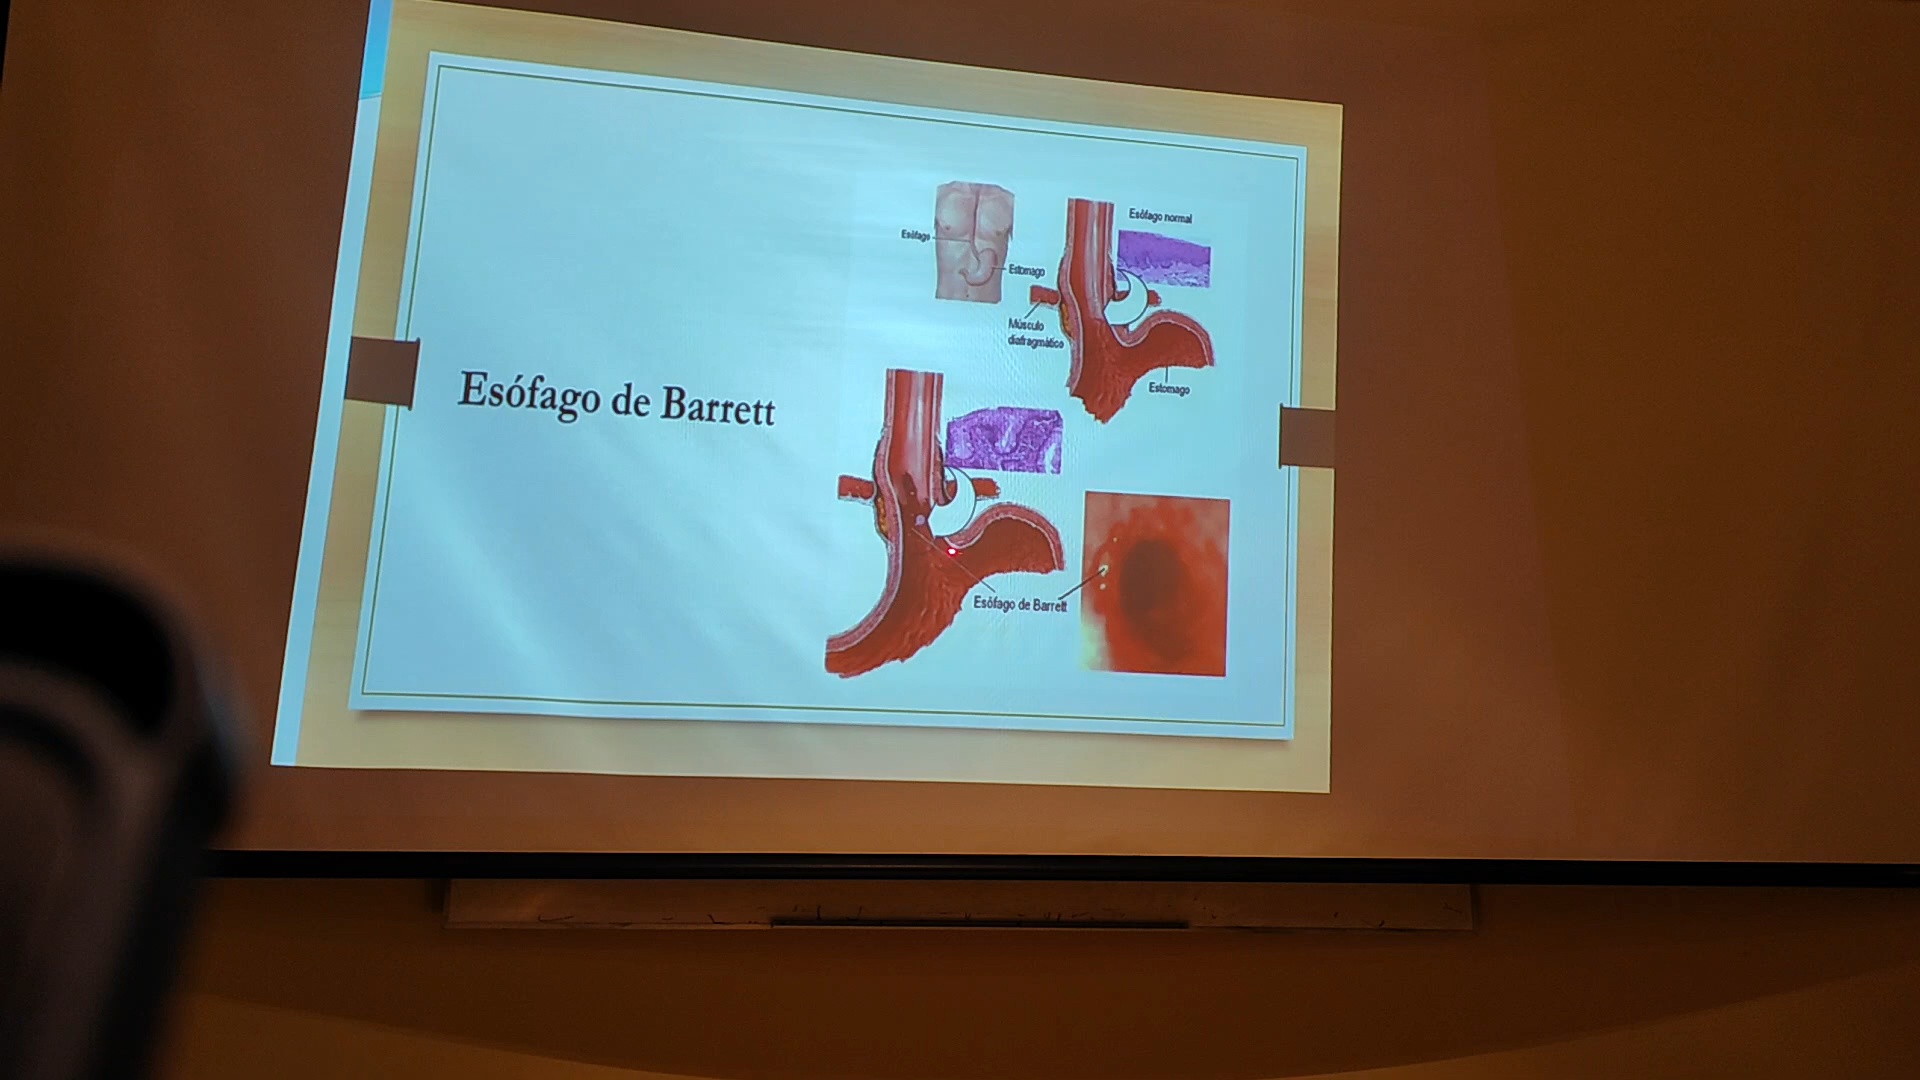 Esófago de Barrett
Esófago
Estomago
Esófago normal
Músculo
diafragmático
Estomago
Esófago de Barrett